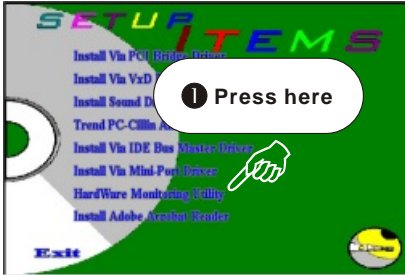 SETUP ITEMS
Install Via PCI Bridge Driver
Install Via VxD
Install Sound D
Trend PC-Cillin A
Install Via IDE Bus Master Driver
Install Via Mini-Port Driver
HardWare Monitoring Utility
Install Adobe Acrobat Reader
Exit
❶ Press here